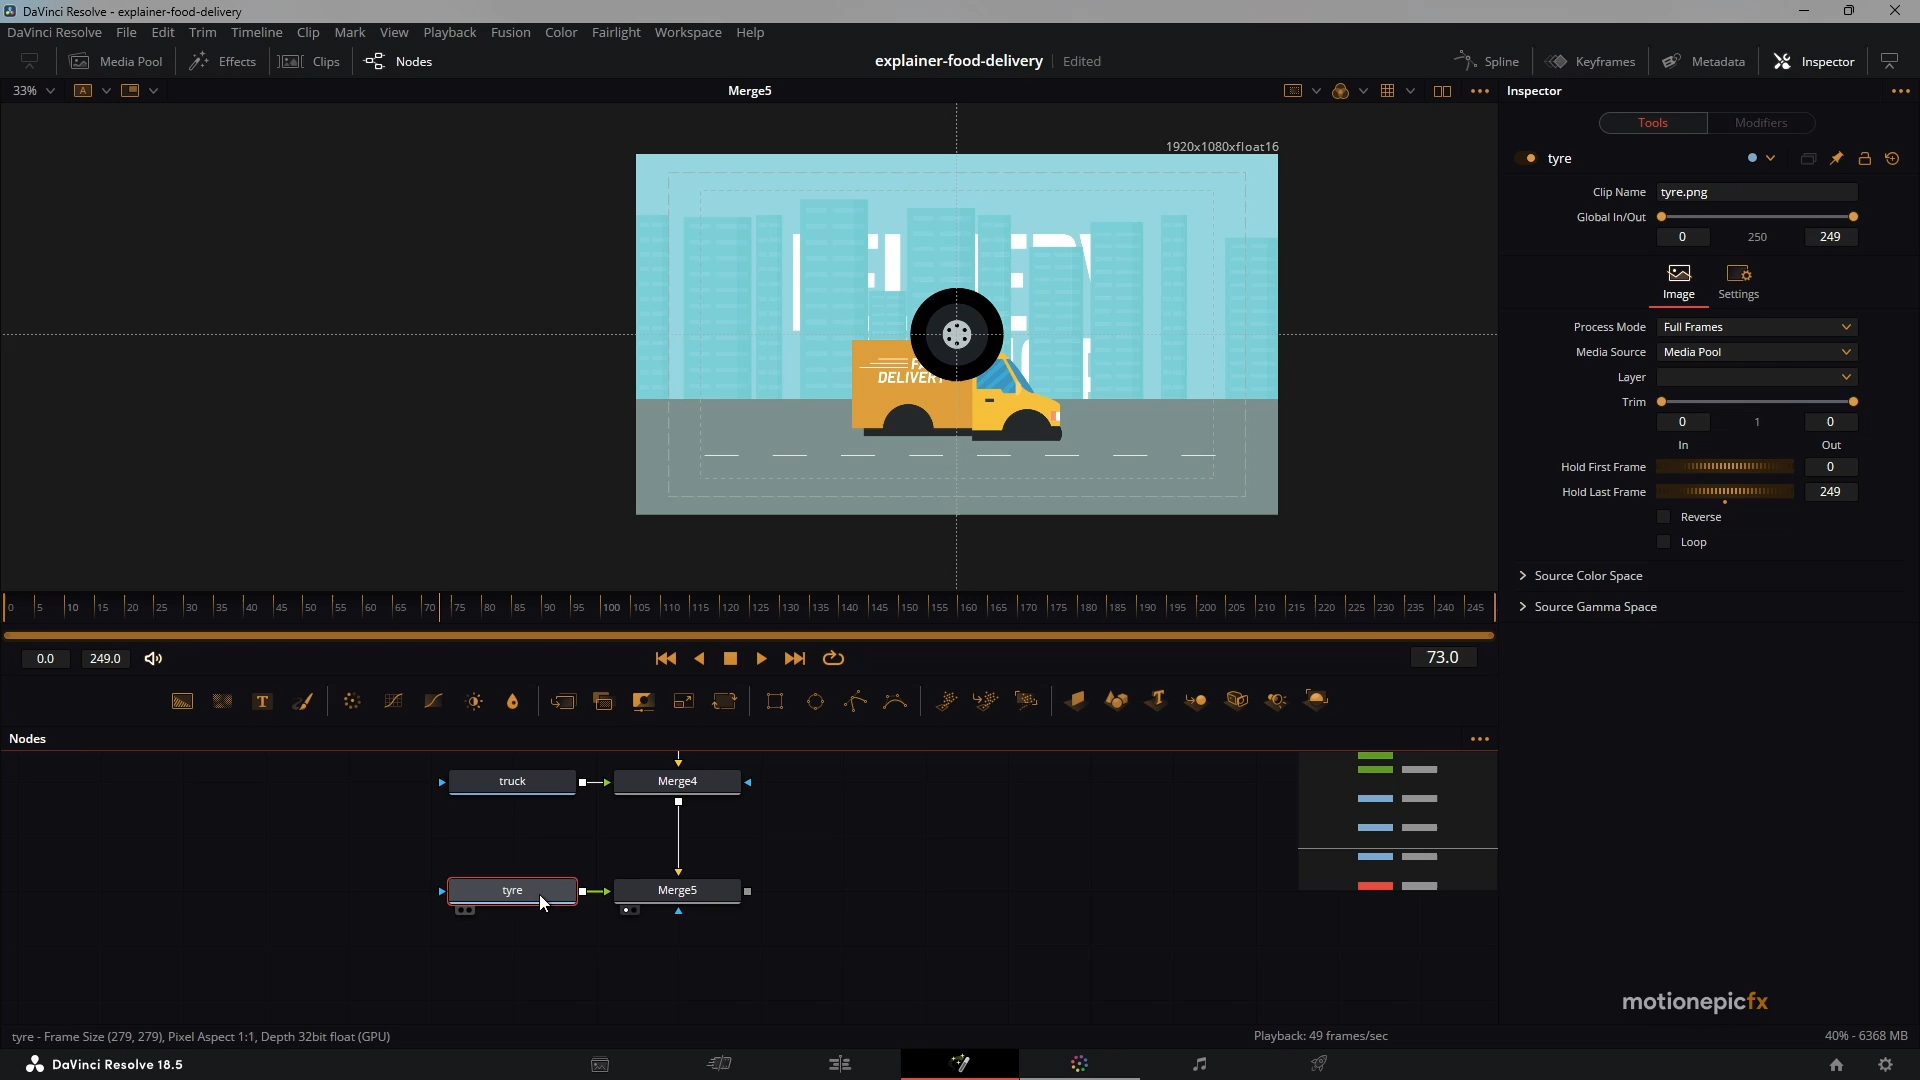 DaVinci Resolve - explainer-food-delivery
DaVinci Resolve File Edit Trim Timeline Clip Mark View Playback Fusion Color Fairlight Workspace Help
Media Pool Effects Clips Nodes explainer-food-delivery Edited Spline Keyframes Metadata Inspector
33% A Merge5 Inspector
Tools Modifiers
1920x1080xfloat16
tyre
Clip Name tyre.png
Global In/Out
0 250 249
Image Settings
Process Mode Full Frames
Media Source Media Pool
Layer
Trim
0 1 0
In Out
Hold First Frame 0
Hold Last Frame 249
Reverse
Loop
Source Color Space
Source Gamma Space
DELIVERY
0 5 10 15 20 25 30 35 40 45 50 55 60 65 70 75 80 85 90 95 100 105 110 115 120 125 130 135 140 145 150 155 160 165 170 175 180 185 190 195 200 205 210 215 220 225 230 235 240 245
0.0 249.0 73.0
Nodes
truck Merge4
tyre Merge5
motionepicfx
tyre - Frame Size (279, 279), Pixel Aspect 1:1, Depth 32bit float (GPU) Playback: 49 frames/sec 40% - 6368 MB
DaVinci Resolve 18.5